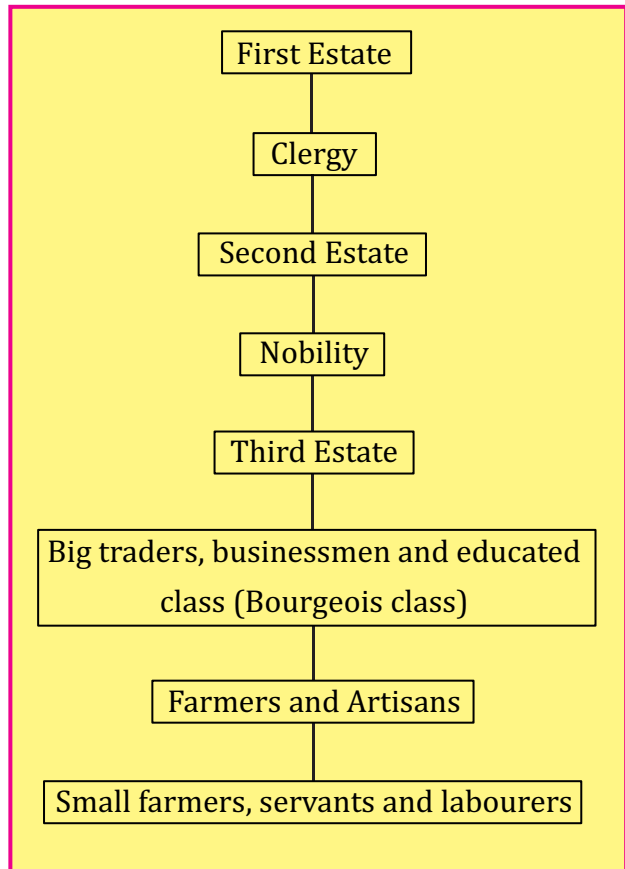 First Estate
Clergy
Second Estate
Nobility
Third Estate
Big traders, businessmen and educated
class (Bourgeois class)
Farmers and Artisans
Small farmers, servants and labourers